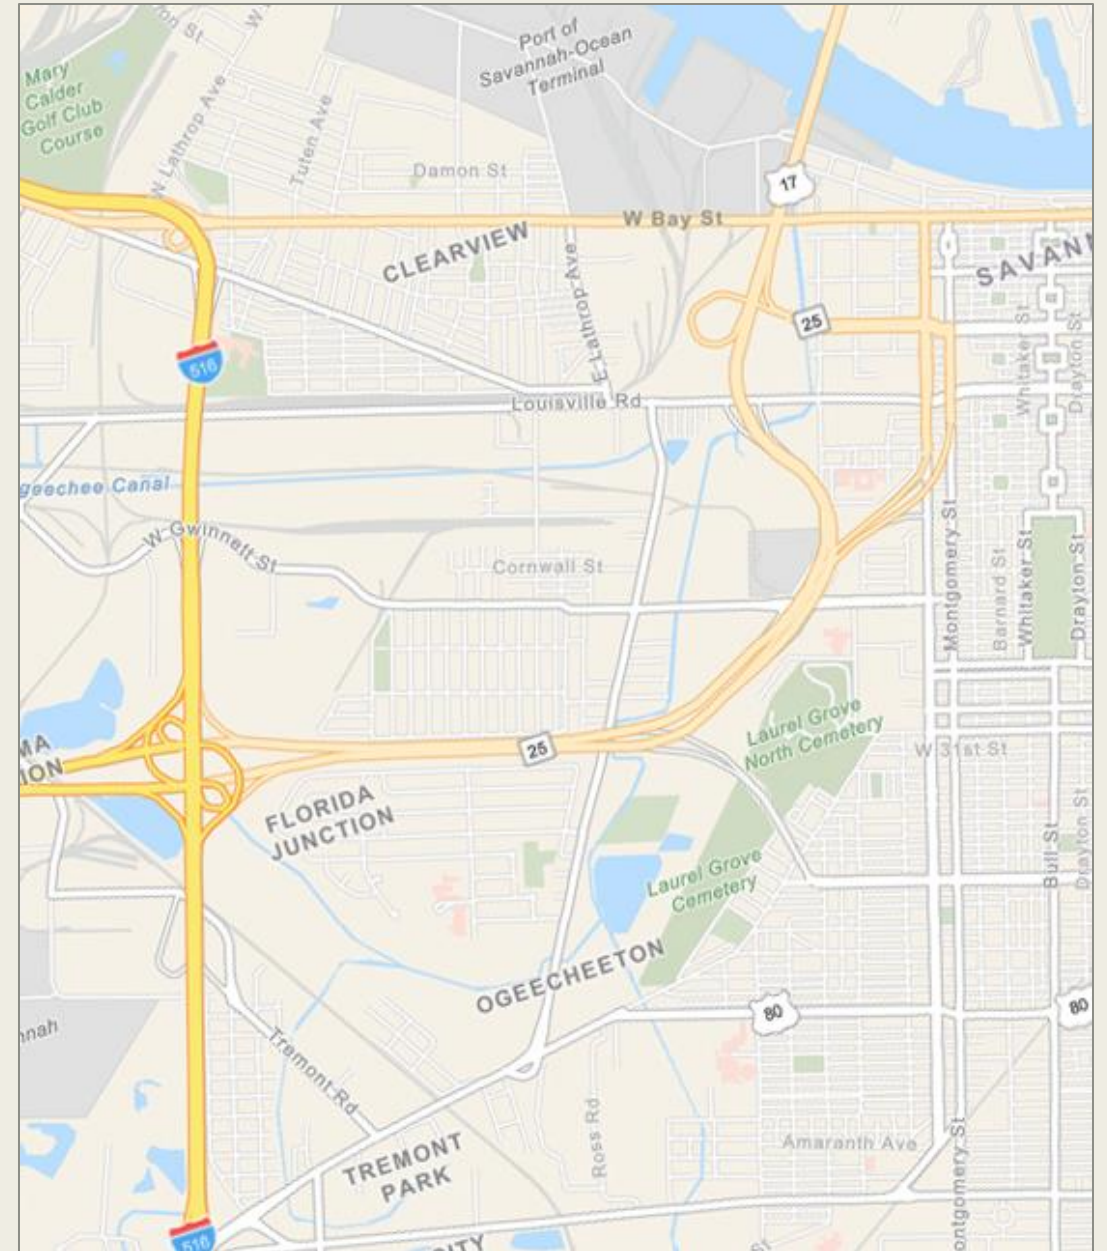 Port of
Savannah-Ocean
Terminal
Mary
Calder
Golf Club
Course
W Lathrop Ave
Tuten Ave
Damon St
17
W Bay St
CLEARVIEW
SAVANN
E Lathrop Ave
25
Whitaker St
Drayton St
516
Louisville Rd
geechee Canal
W Gwinnett St
Cornwall St
Montgomery St
Barnard St
Whitaker St
Drayton St
Laurel Grove
North Cemetery
25
W 31st St
MA
ION
FLORIDA
JUNCTION
Bull St
Drayton St
Laurel Grove
Cemetery
OGEECHEETON
80
80
nnah
Tremont Rd
Ross Rd
Amaranth Ave
TREMONT
PARK
ontgomery St
516
CITY
St